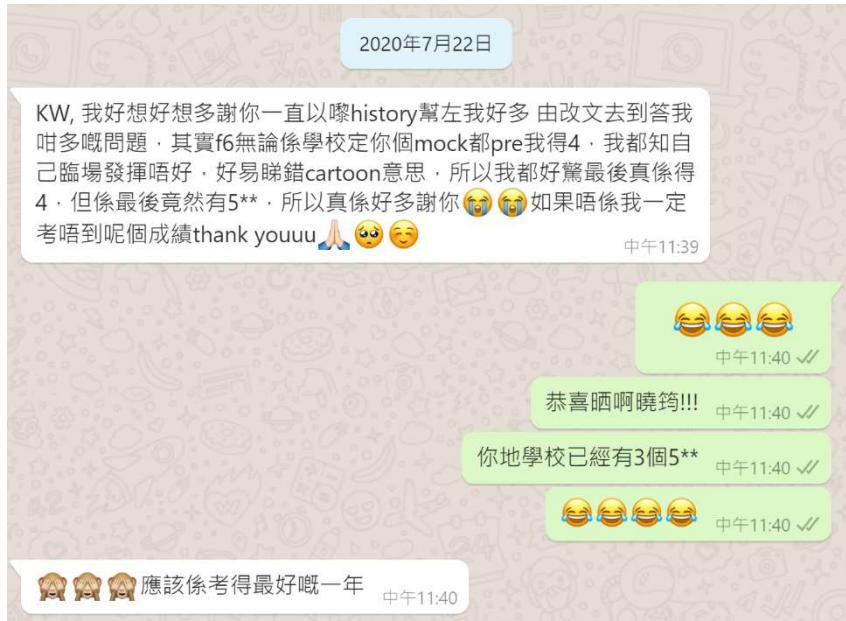 2020年7月22日
KW, 我好想好想多謝你一直以嚟history幫左我好多 由改文去到答我
咁多嘅問題，其實f6無論係學校定你個mock都pre我得4，我都知自
己臨場發揮唔好，好易睇錯cartoon意思，所以我都好驚最後真係得
4，但係最後竟然有5**，所以真係好多謝你😭😭如果唔係我一定
考唔到呢個成績thank youuu🙏🏻🥺☺️
中午11:39
😂😂😂
中午11:40
恭喜晒啊曉筠!!! 中午11:40
你地學校已經有3個5** 中午11:40
😂😂😂😂 中午11:40
🙈🙈🙈應該係考得最好嘅一年 中午11:40